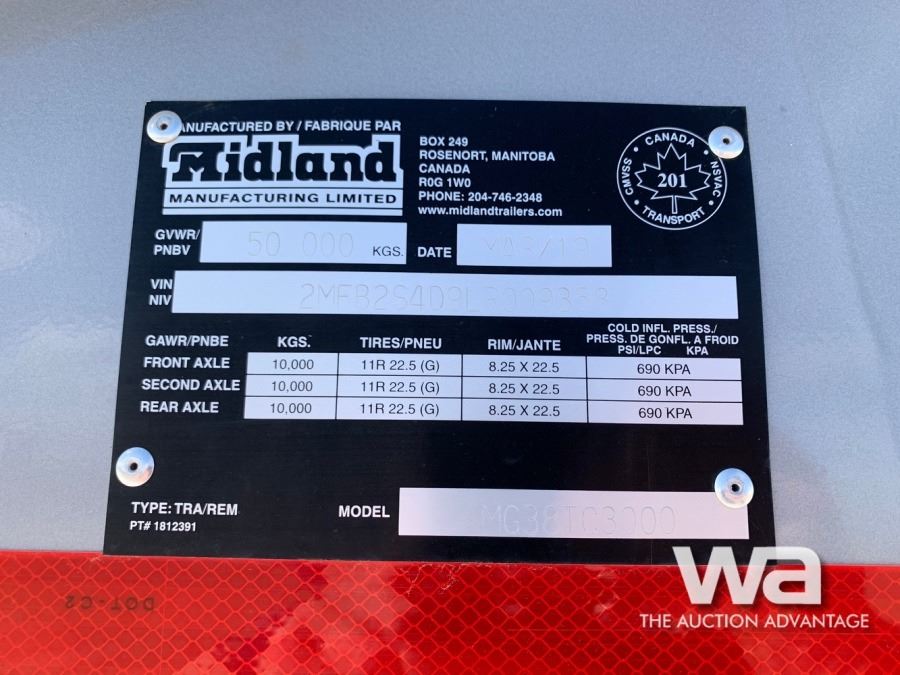 MANUFACTURED BY / FABRIQUE PAR
Midland
MANUFACTURING LIMITED
BOX 249
ROSENORT, MANITOBA
CANADA
R0G 1W0
PHONE: 204-746-2348
www.midlandtrailers.com
CANADA
CMVSS 201 NSVAC
TRANSPORT
GVWR/
PNBV 50 000 KGS. DATE MAR/19
VIN
NIV
GAWR/PNBE KGS. TIRES/PNEU RIM/JANTE COLD INFL. PRESS./
PRESS. DE GONFL. A FROID
PSI/LPC KPA
FRONT AXLE 10,000 11R 22.5 (G) 8.25 X 22.5 690 KPA
SECOND AXLE 10,000 11R 22.5 (G) 8.25 X 22.5 690 KPA
REAR AXLE 10,000 11R 22.5 (G) 8.25 X 22.5 690 KPA
TYPE: TRA/REM MODEL MG38TC3000
PT# 1812391
DOT-C2
wa
THE AUCTION ADVANTAGE